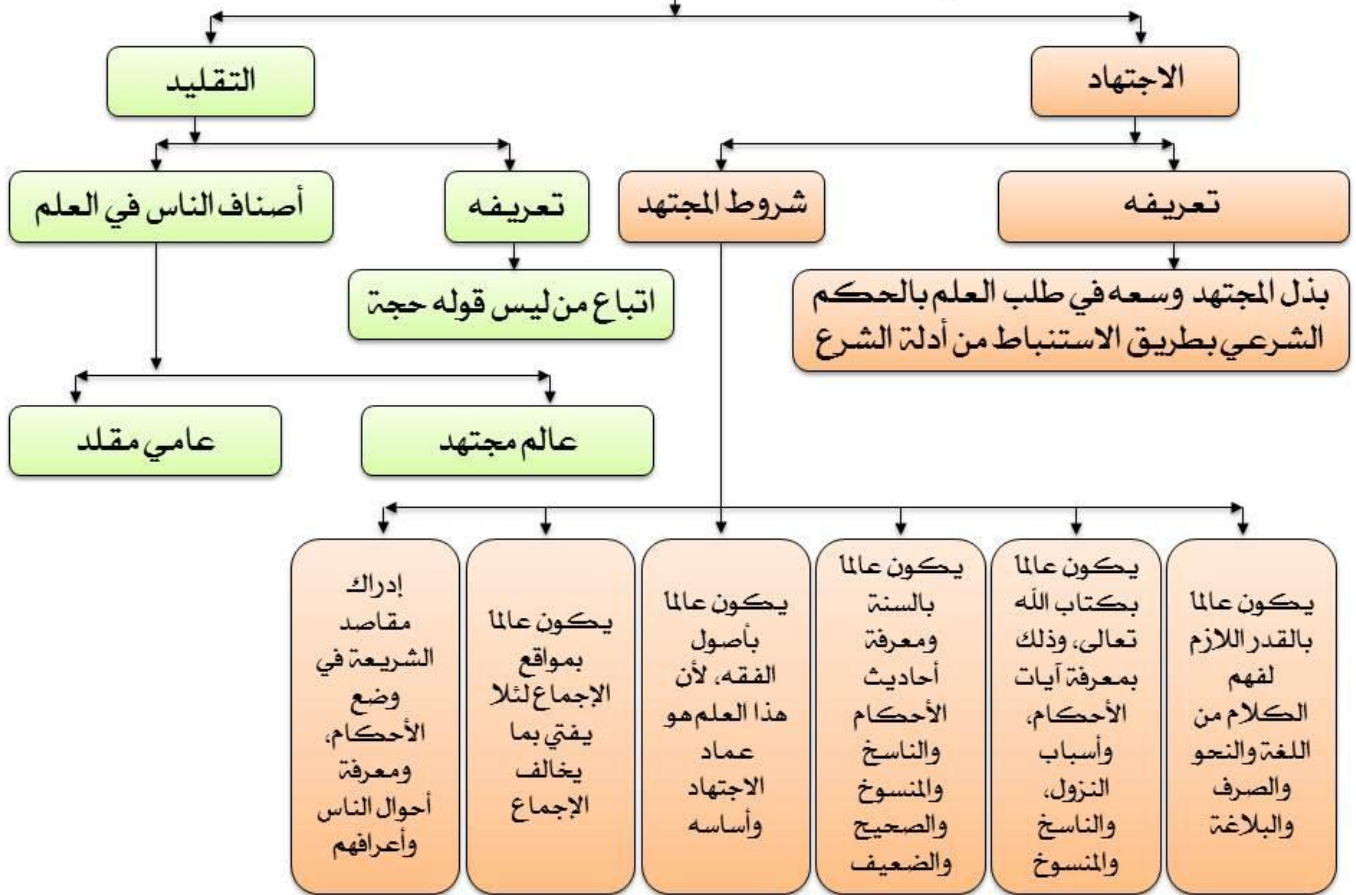 الاجتهاد
التقليد
تعريفه
شروط المجتهد
تعريفه
أصناف الناس في العلم
بذل المجتهد وسعه في طلب العلم بالحكم
الشرعي بطريق الاستنباط من أدلة الشرع
اتباع من ليس قوله حجة
عالم مجتهد
عامي مقلد
يكون عالماً
بالقدر اللازم
لفهم
الكلام من
اللغة والنحو
والصرف
والبلاغة
يكون عالماً
بكتاب الله
تعالى، وذلك
بمعرفة آيات
الأحكام،
وأسباب
النزول،
والناسخ
والمنسوخ
يكون عالماً
بالسنة
ومعرفة
أحاديث
الأحكام
والناسخ
والمنسوخ
والصحيح
والضعيف
يكون عالماً
بأصول
الفقه، لأن
هذا العلم هو
عماد
الاجتهاد
وأساسه
يكون عالماً
بمواقع
الإجماع لئلا
يفتي بما
يخالف
الإجماع
إدراك
مقاصد
الشريعة في
وضع
الأحكام،
ومعرفة
أحوال الناس
وأعرافهم